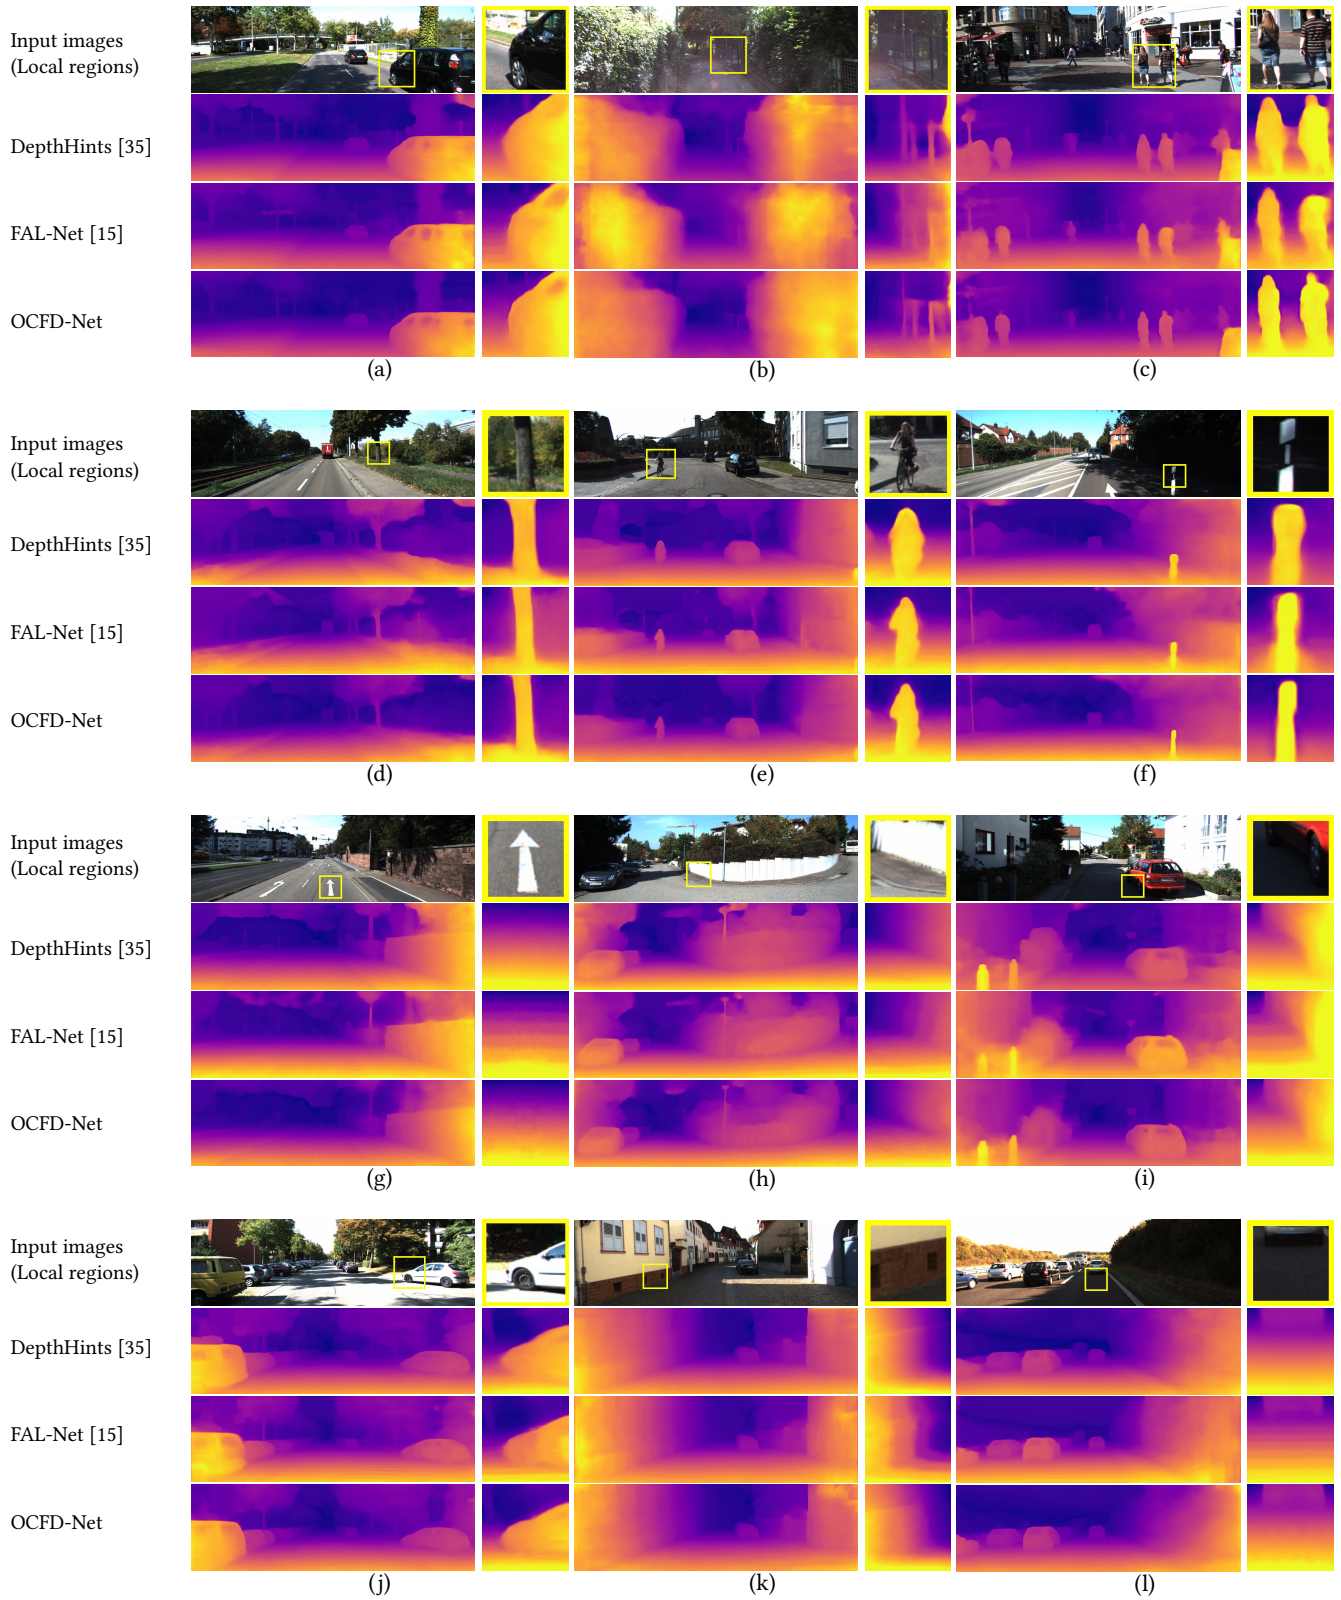 Input images
(Local regions)
DepthHints [35]
FAL-Net [15]
OCFD-Net
(a) (b) (c)
Input images
(Local regions)
DepthHints [35]
FAL-Net [15]
OCFD-Net
(d) (e) (f)
Input images
(Local regions)
DepthHints [35]
FAL-Net [15]
OCFD-Net
(g) (h) (i)
Input images
(Local regions)
DepthHints [35]
FAL-Net [15]
OCFD-Net
(j) (k) (l)